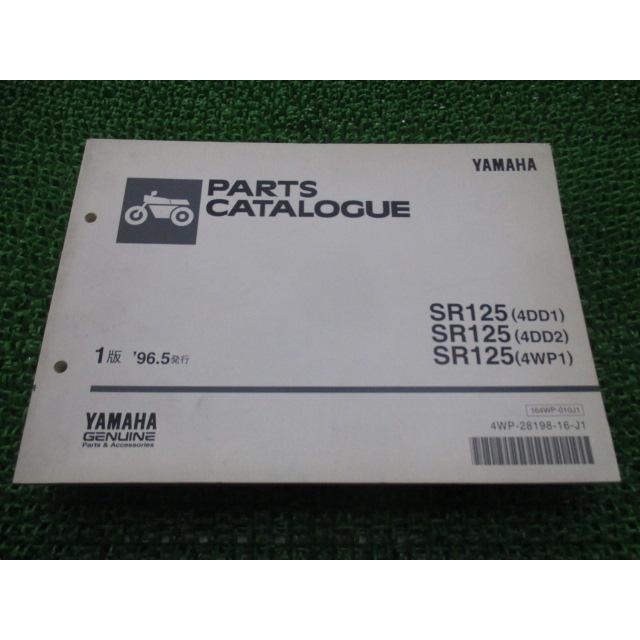 YAMAHA
PARTS
CATALOGUE
SR125 (4DD1)
SR125 (4DD2)
SR125 (4WP1)
1版 '96.5発行
164WP-010J1
4WP-28198-16-J1
YAMAHA
GENUINE
Parts & Accessories